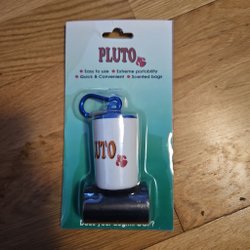 PLUTO
• Easy to use • Extreme portability
• Quick & Convenient • Scented bags
PLUTO